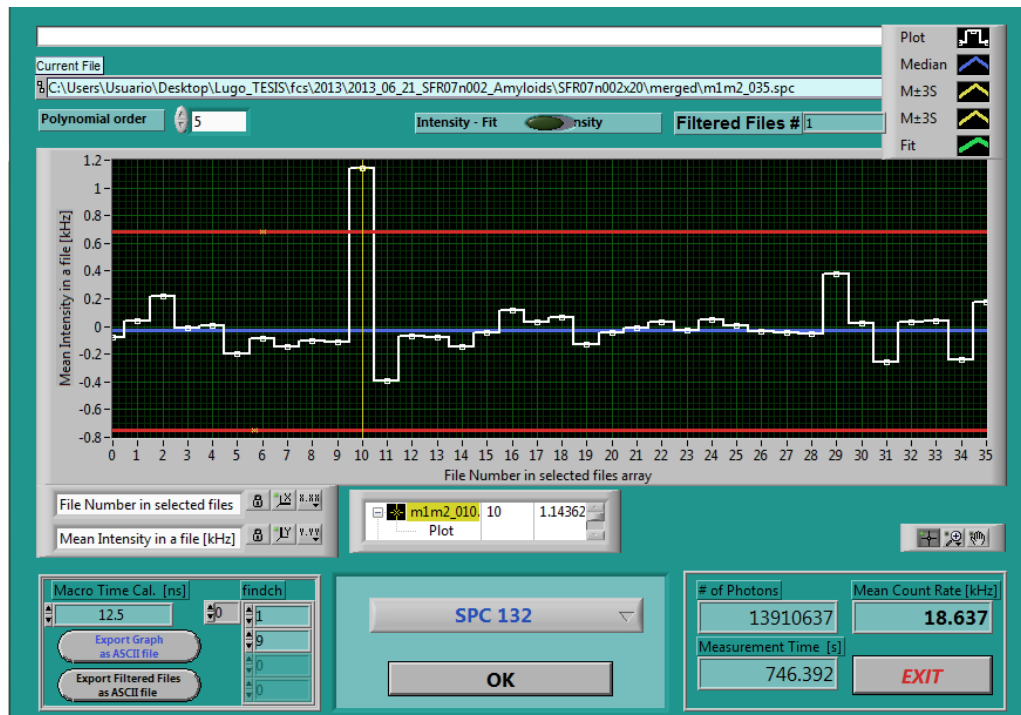 Plot
Median
M±3S
M±3S
Fit
Current File
C:\Users\Usuario\Desktop\Lugo_TESIS\fcs\2013\2013_06_21_SFR07n002_Amyloids\SFR07n002x20\merged\m1m2_035.spc
Polynomial order 5
Intensity - Fit nsity
Filtered Files # 1
Mean Intensity in a file [kHz]
1.2
1
0.8
0.6
0.4
0.2
0
-0.2
-0.4
-0.6
-0.8
0 1 2 3 4 5 6 7 8 9 10 11 12 13 14 15 16 17 18 19 20 21 22 23 24 25 26 27 28 29 30 31 32 33 34 35
File Number in selected files array
File Number in selected files
X.XX
Mean Intensity in a file [kHz]
Y.YY
m1m2_010. 10 1.14362
Plot
Macro Time Cal. [ns]
12.5
Export Graph
as ASCII file
Export Filtered Files
as ASCII file
findch
0
1
9
0
0
SPC 132
OK
# of Photons
13910637
Mean Count Rate [kHz]
18.637
Measurement Time [s]
746.392
EXIT